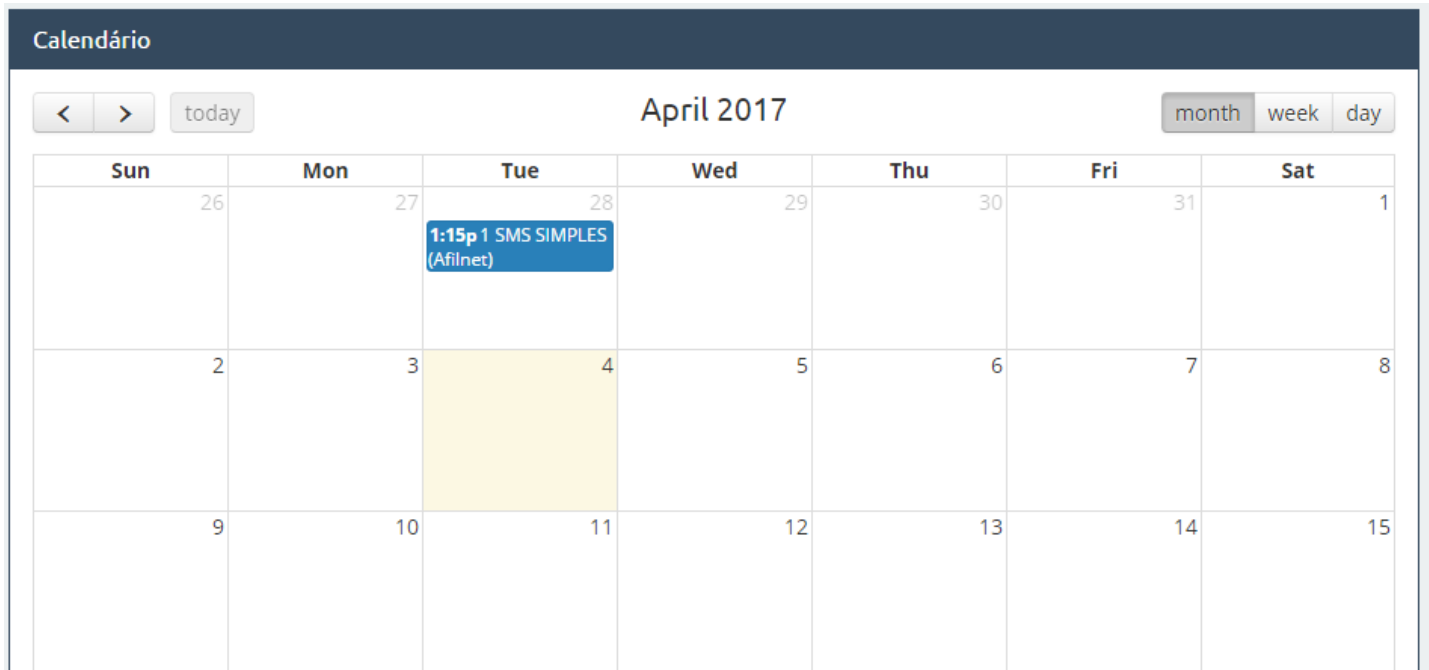 Calendário
< > today April 2017 month week day
Sun Mon Tue Wed Thu Fri Sat
26 27 28 29 30 31 1
1:15p 1 SMS SIMPLES
(Afilnet)
2 3 4 5 6 7 8
9 10 11 12 13 14 15